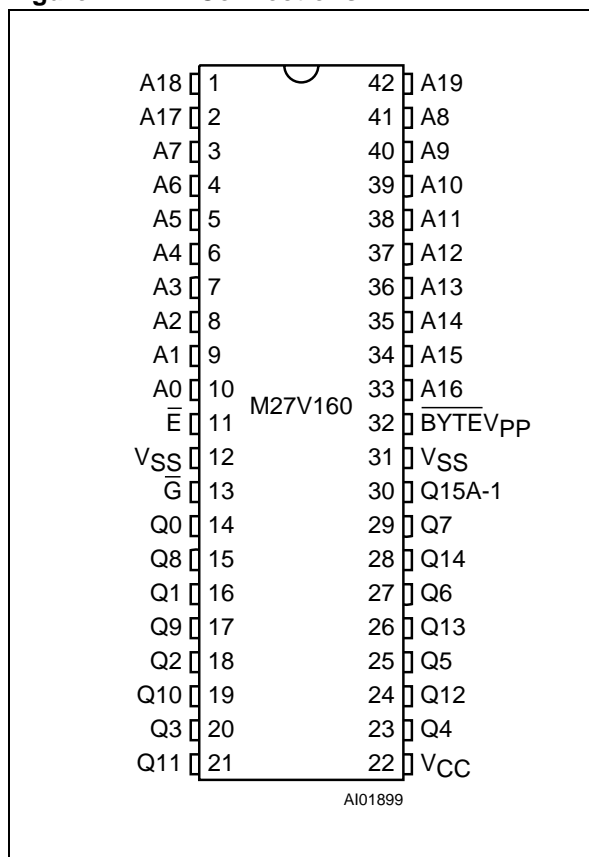 A18 1 42 A19
A17 2 41 A8
A7 3 40 A9
A6 4 39 A10
A5 5 38 A11
A4 6 37 A12
A3 7 36 A13
A2 8 35 A14
A1 9 34 A15
A0 10 33 A16
M27V160
E̅ 11 32 B̅Y̅T̅E̅VPP
VSS 12 31 VSS
G̅ 13 30 Q15A-1
Q0 14 29 Q7
Q8 15 28 Q14
Q1 16 27 Q6
Q9 17 26 Q13
Q2 18 25 Q5
Q10 19 24 Q12
Q3 20 23 Q4
Q11 21 22 VCC
AI01899